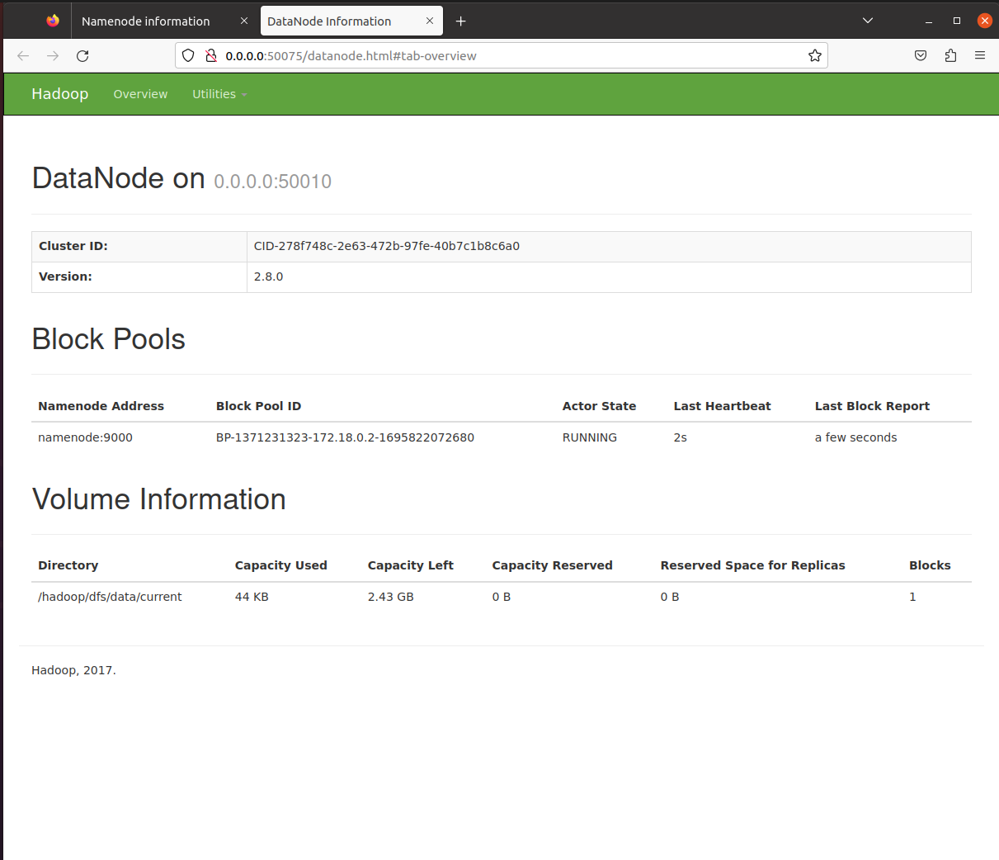 Namenode information
DataNode Information
0.0.0.0:50075/datanode.html#tab-overview
Hadoop Overview Utilities
DataNode on 0.0.0.0:50010
Cluster ID: CID-278f748c-2e63-472b-97fe-40b7c1b8c6a0
Version: 2.8.0
Block Pools
Namenode Address Block Pool ID Actor State Last Heartbeat Last Block Report
namenode:9000 BP-1371231323-172.18.0.2-1695822072680 RUNNING 2s a few seconds
Volume Information
Directory Capacity Used Capacity Left Capacity Reserved Reserved Space for Replicas Blocks
/hadoop/dfs/data/current 44 KB 2.43 GB 0 B 0 B 1
Hadoop, 2017.